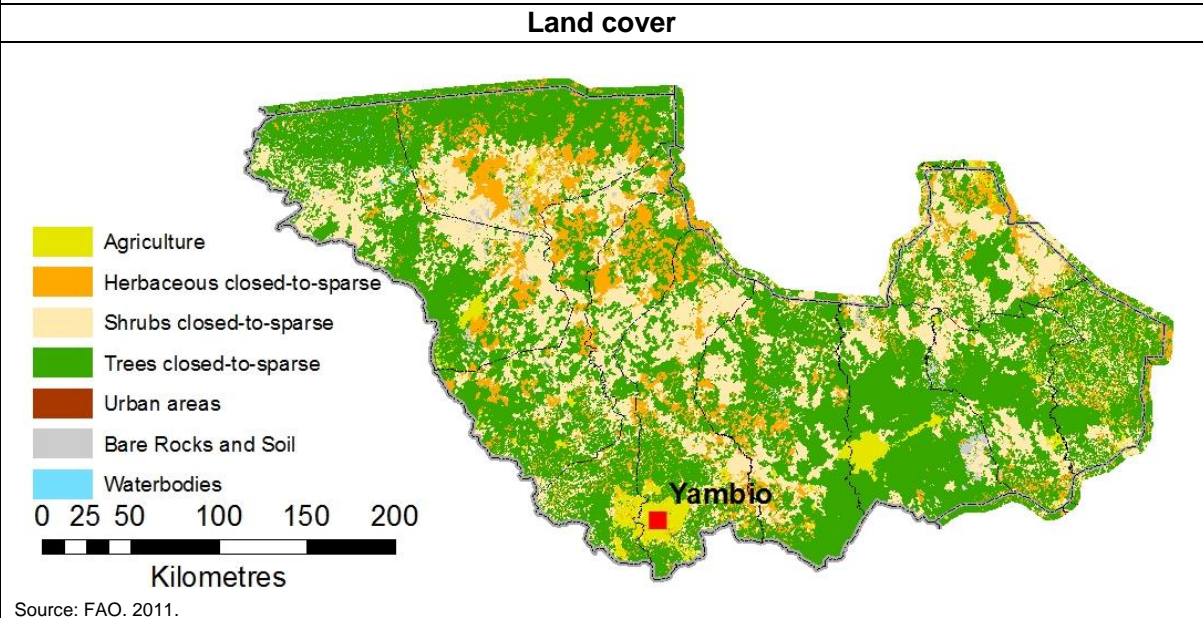 Land cover
Agriculture
Herbaceous closed-to-sparse
Shrubs closed-to-sparse
Trees closed-to-sparse
Urban areas
Bare Rocks and Soil
Waterbodies
Yambio
0 25 50 100 150 200
Kilometres
Source: FAO. 2011.